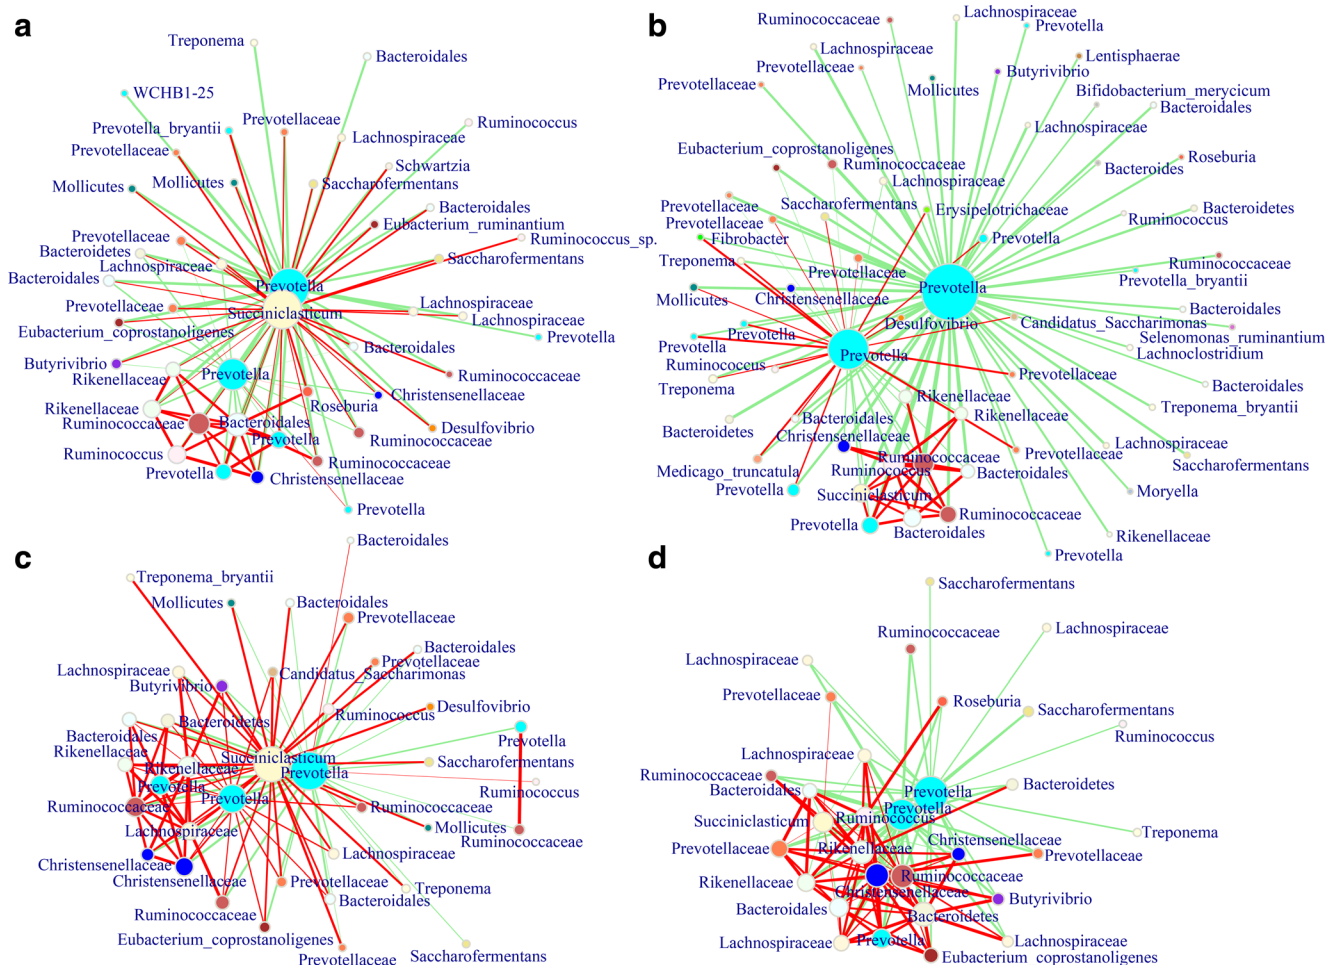 a
Treponema
Bacteroidales
WCHB1-25
Prevotella_bryantii
Prevotellaceae
Ruminococcus
Lachnospiraceae
Prevotellaceae
Schwartzia
Mollicutes
Mollicutes
Saccharofermentans
Bacteroidales
Eubacterium_ruminantium
Prevotellaceae
Ruminococcus_sp.
Bacteroidetes
Lachnospiraceae
Saccharofermentans
Bacteroidales
Prevotella
Prevotellaceae
Succiniclasticum
Lachnospiraceae
Lachnospiraceae
Eubacterium_coprostanoligenes
Prevotella
Bacteroidales
Butyrivibrio
Rikenellaceae
Prevotella
Ruminococcaceae
Christensenellaceae
Rikenellaceae
Roseburia
Ruminococcaceae
Bacteroidales
Desulfovibrio
Prevotella
Ruminococcaceae
Ruminococcus
Ruminococcaceae
Prevotella
Christensenellaceae
Prevotella
b
Lachnospiraceae
Ruminococcaceae
Prevotella
Lachnospiraceae
Lentisphaerae
Prevotellaceae
Butyrivibrio
Prevotellaceae
Mollicutes
Bifidobacterium_merycicum
Bacteroidales
Lachnospiraceae
Eubacterium_coprostanoligenes
Ruminococcaceae
Roseburia
Bacteroides
Lachnospiraceae
Prevotellaceae
Saccharofermentans
Erysipelotrichaceae
Bacteroidetes
Ruminococcus
Prevotellaceae
Fibrobacter
Prevotella
Treponema
Prevotellaceae
Ruminococcaceae
Prevotella_bryantii
Mollicutes
Christensenellaceae
Prevotella
Bacteroidales
Desulfovibrio
Candidatus_Saccharimonas
Prevotella
Selenomonas_ruminantium
Prevotella
Prevotella
Lachnoclostridium
Ruminococcus
Prevotellaceae
Treponema
Bacteroidales
Rikenellaceae
Treponema_bryantii
Rikenellaceae
Bacteroidetes
Bacteroidales
Christensenellaceae
Lachnospiraceae
Prevotellaceae
Ruminococcaceae
Saccharofermentans
Medicago_truncatula
Ruminococcus
Bacteroidales
Prevotella
Succiniclasticum
Moryella
Ruminococcaceae
Prevotella
Bacteroidales
Rikenellaceae
Prevotella
c
Bacteroidales
Treponema_bryantii
Mollicutes
Bacteroidales
Prevotellaceae
Bacteroidales
Prevotellaceae
Lachnospiraceae
Candidatus_Saccharimonas
Butyrivibrio
Desulfovibrio
Ruminococcus
Bacteroidetes
Bacteroidales
Prevotella
Rikenellaceae
Succiniclasticum
Saccharofermentans
Rikenellaceae
Prevotella
Prevotella
Ruminococcus
Prevotella
Ruminococcaceae
Ruminococcaceae
Lachnospiraceae
Mollicutes
Ruminococcaceae
Lachnospiraceae
Christensenellaceae
Christensenellaceae
Prevotellaceae
Treponema
Bacteroidales
Ruminococcaceae
Eubacterium_coprostanoligenes
Prevotellaceae
Saccharofermentans
d
Saccharofermentans
Lachnospiraceae
Ruminococcaceae
Lachnospiraceae
Prevotellaceae
Roseburia
Saccharofermentans
Ruminococcus
Lachnospiraceae
Ruminococcaceae
Bacteroidales
Prevotella
Bacteroidetes
Prevotella
Succiniclasticum
Ruminococcus
Treponema
Christensenellaceae
Prevotellaceae
Rikenellaceae
Prevotellaceae
Ruminococcaceae
Rikenellaceae
Christensenellaceae
Butyrivibrio
Bacteroidales
Bacteroidetes
Lachnospiraceae
Prevotella
Lachnospiraceae
Eubacterium_coprostanoligenes